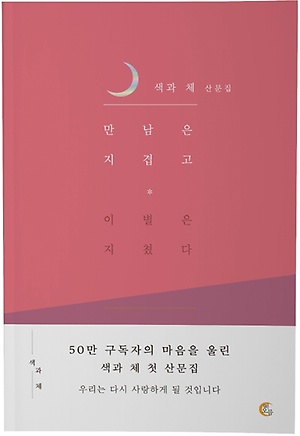 색과 체 산문집
만남은
지겹고
*
이별은
지쳤다
색과 체
50만 구독자의 마음을 울린
색과 체 첫 산문집
우리는 다시 사랑하게 될 것입니다